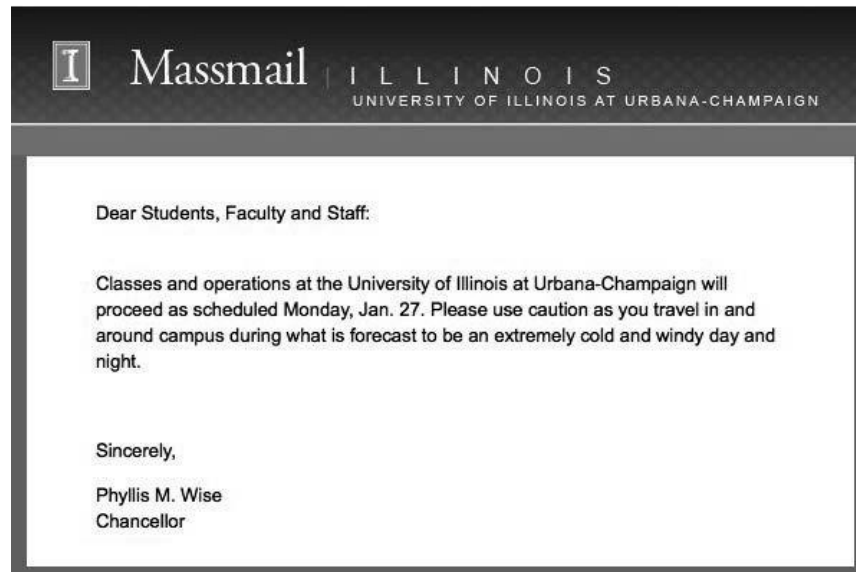 I Massmail | ILLINOIS
UNIVERSITY OF ILLINOIS AT URBANA-CHAMPAIGN
Dear Students, Faculty and Staff:
Classes and operations at the University of Illinois at Urbana-Champaign will
proceed as scheduled Monday, Jan. 27. Please use caution as you travel in and
around campus during what is forecast to be an extremely cold and windy day and
night.
Sincerely,
Phyllis M. Wise
Chancellor